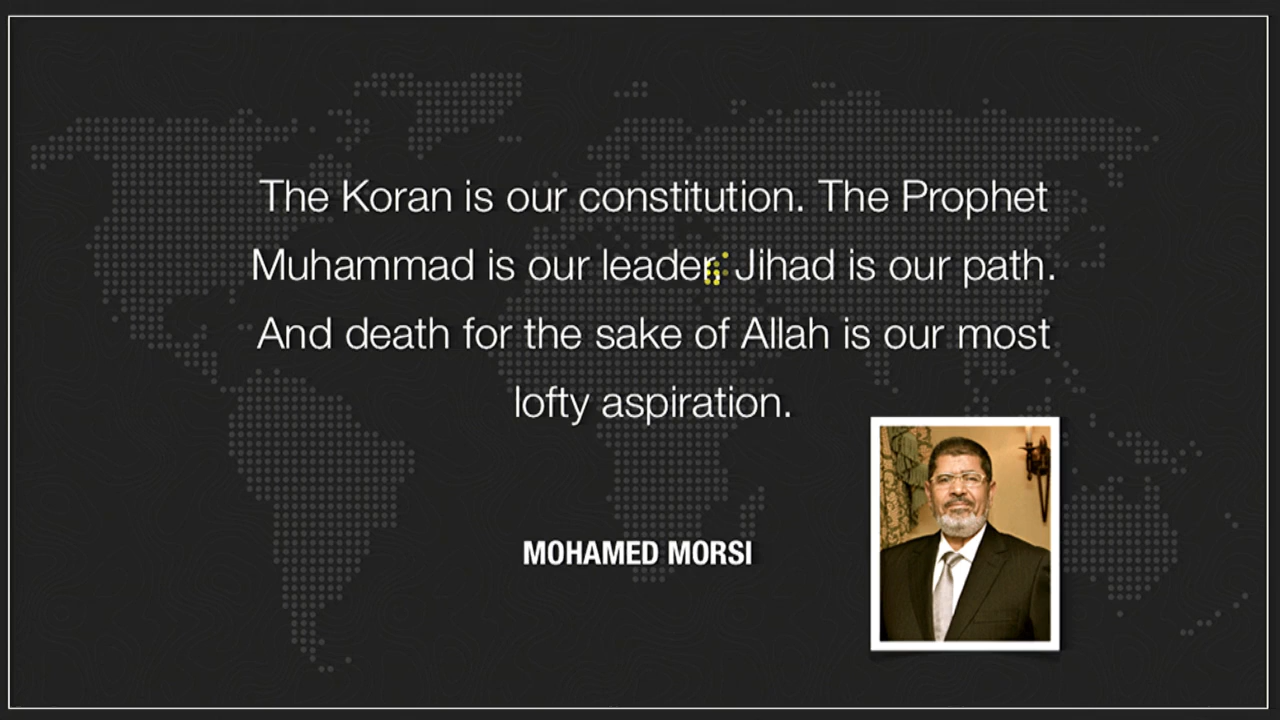 The Koran is our constitution. The Prophet
Muhammad is our leader; Jihad is our path.
And death for the sake of Allah is our most
lofty aspiration.
MOHAMED MORSI